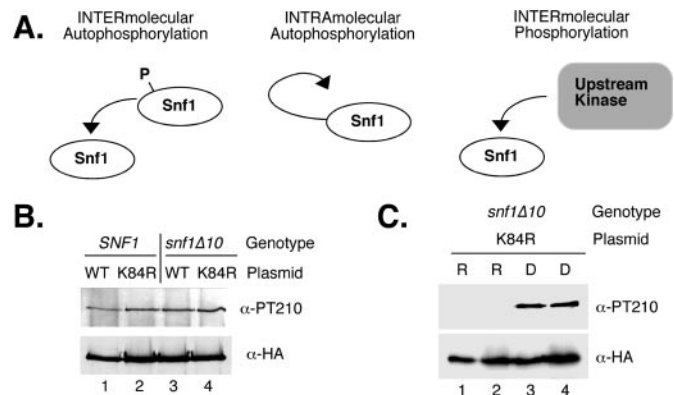 A.
INTERmolecular
Autophosphorylation
INTRAmolecular
Autophosphorylation
INTERmolecular
Phosphorylation
P
Snf1
Snf1
Snf1
Upstream
Kinase
Snf1
B.
SNF1 snf1Δ10 Genotype
WT K84R WT K84R Plasmid
α-PT210
α-HA
1 2 3 4
C.
snf1Δ10 Genotype
K84R Plasmid
R R D D
α-PT210
α-HA
1 2 3 4